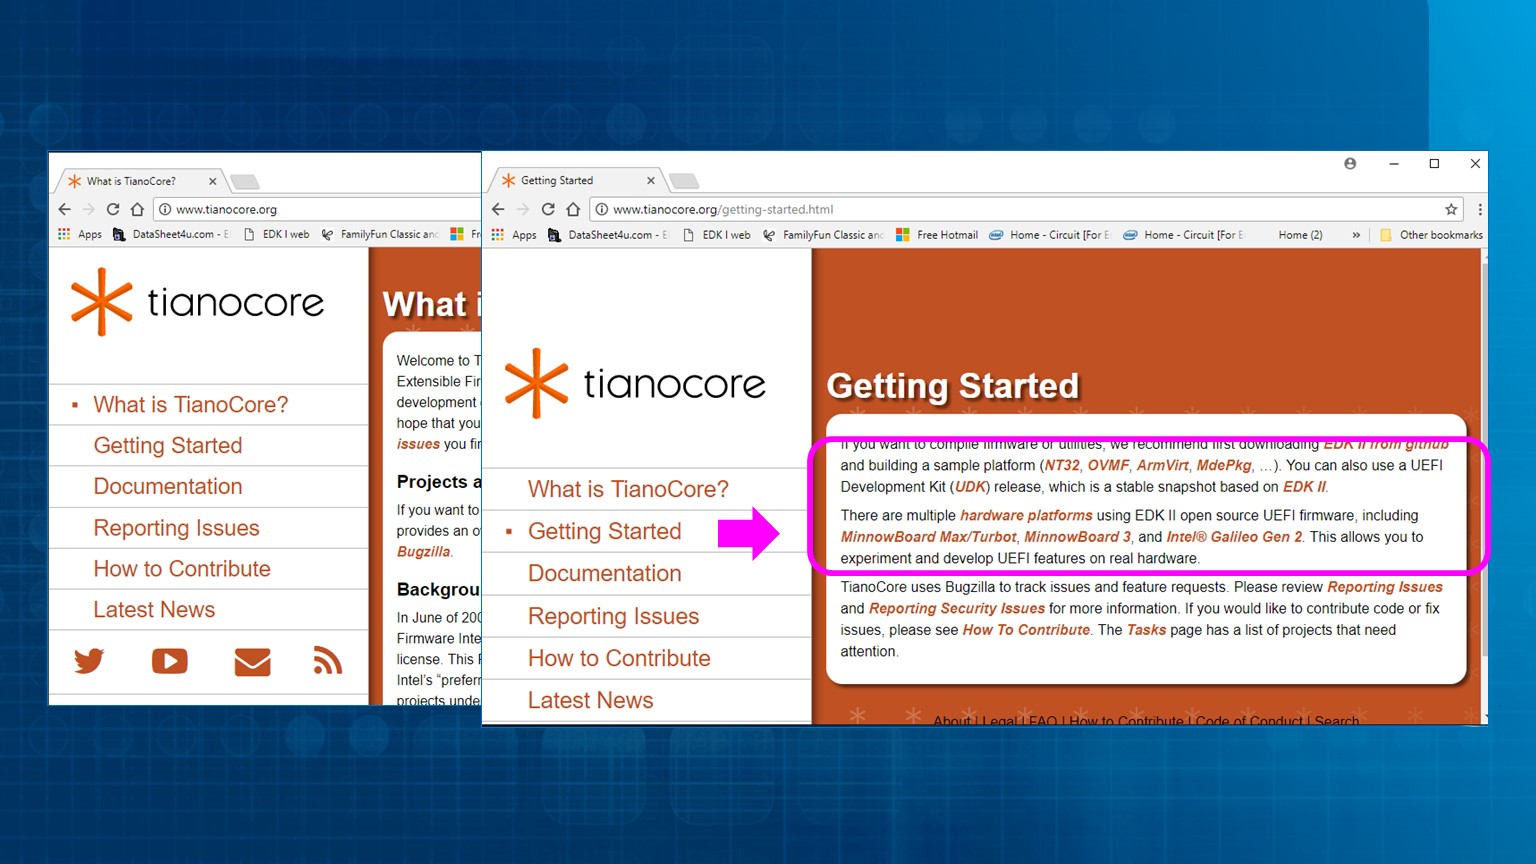 What is TianoCore?
www.tianocore.org
Apps DataSheet4u.com - E EDK I web FamilyFun Classic and Fr
tianocore
What i
What is TianoCore?
Getting Started
Documentation
Reporting Issues
How to Contribute
Latest News
Welcome to T
Extensible Fir
development
hope that you
issues you fir
Projects a
If you want to
provides an ov
Bugzilla.
Backgrou
In June of 200
Firmware Inte
license. This F
Intel's "preferr
projects unde
Getting Started
www.tianocore.org/getting-started.html
Apps DataSheet4u.com - E EDK I web FamilyFun Classic and Free Hotmail Home - Circuit [For E Home - Circuit [For E Home (2) » Other bookmarks
tianocore
What is TianoCore?
Getting Started
Documentation
Reporting Issues
How to Contribute
Latest News
Getting Started
If you want to compile firmware or utilities, we recommend first downloading EDK II from github
and building a sample platform (NT32, OVMF, ArmVirt, MdePkg, …). You can also use a UEFI
Development Kit (UDK) release, which is a stable snapshot based on EDK II.
There are multiple hardware platforms using EDK II open source UEFI firmware, including
MinnowBoard Max/Turbot, MinnowBoard 3, and Intel® Galileo Gen 2. This allows you to
experiment and develop UEFI features on real hardware.
TianoCore uses Bugzilla to track issues and feature requests. Please review Reporting Issues
and Reporting Security Issues for more information. If you would like to contribute code or fix
issues, please see How To Contribute. The Tasks page has a list of projects that need
attention.
About | Legal | FAQ | How to Contribute | Code of Conduct | Search